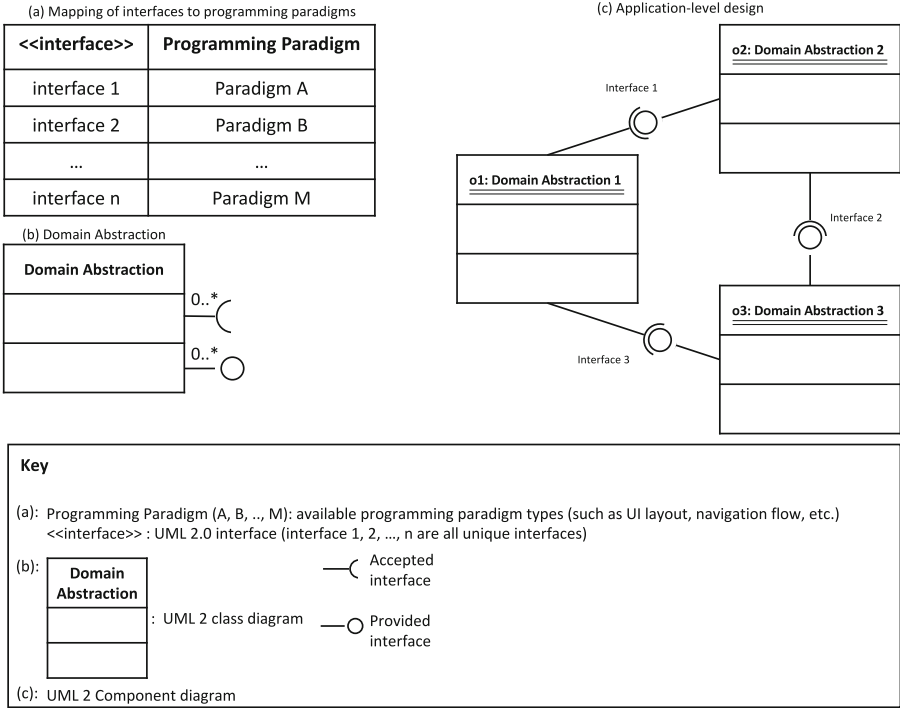 (a) Mapping of interfaces to programming paradigms
<<interface>> Programming Paradigm
interface 1 Paradigm A
interface 2 Paradigm B
... ...
interface n Paradigm M
(b) Domain Abstraction
Domain Abstraction
0..*
0..*
(c) Application-level design
o2: Domain Abstraction 2
Interface 1
o1: Domain Abstraction 1
Interface 2
o3: Domain Abstraction 3
Interface 3
Key
(a): Programming Paradigm (A, B, .., M): available programming paradigm types (such as UI layout, navigation flow, etc.)
<<interface>> : UML 2.0 interface (interface 1, 2, ..., n are all unique interfaces)
(b): Domain
Abstraction
: UML 2 class diagram
Accepted
interface
Provided
interface
(c): UML 2 Component diagram